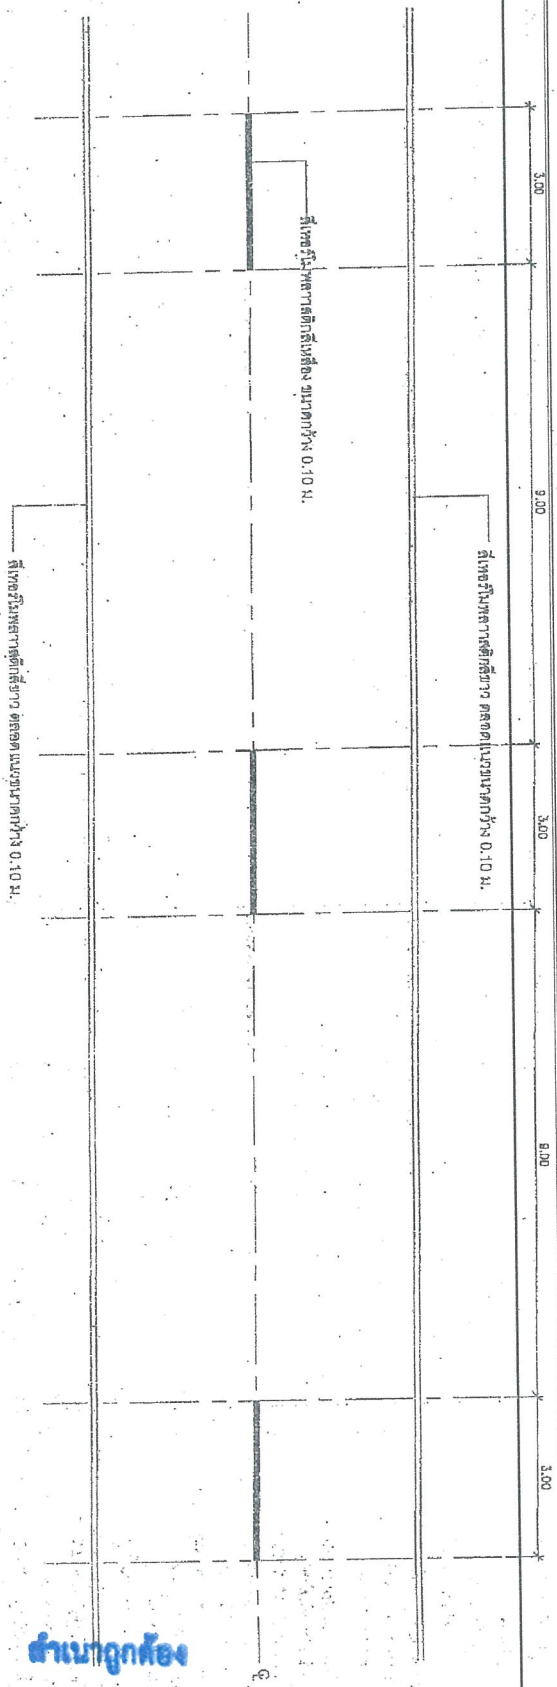 3.00
9.00
3.00
9.00
3.00
สีเทอร์โมพลาาสติกสีขาว ตลอดแนวขนาดกว้าง 0.10 ม.
สีเทอร์โมพลาาสติกสีเหลือง ขนาดกว้าง 0.10 ม.
สีเทอร์โมพลาาสติกสีขาว ตลอดแนวขนาดกว้าง 0.10 ม.
สำเนาถูกต้อง